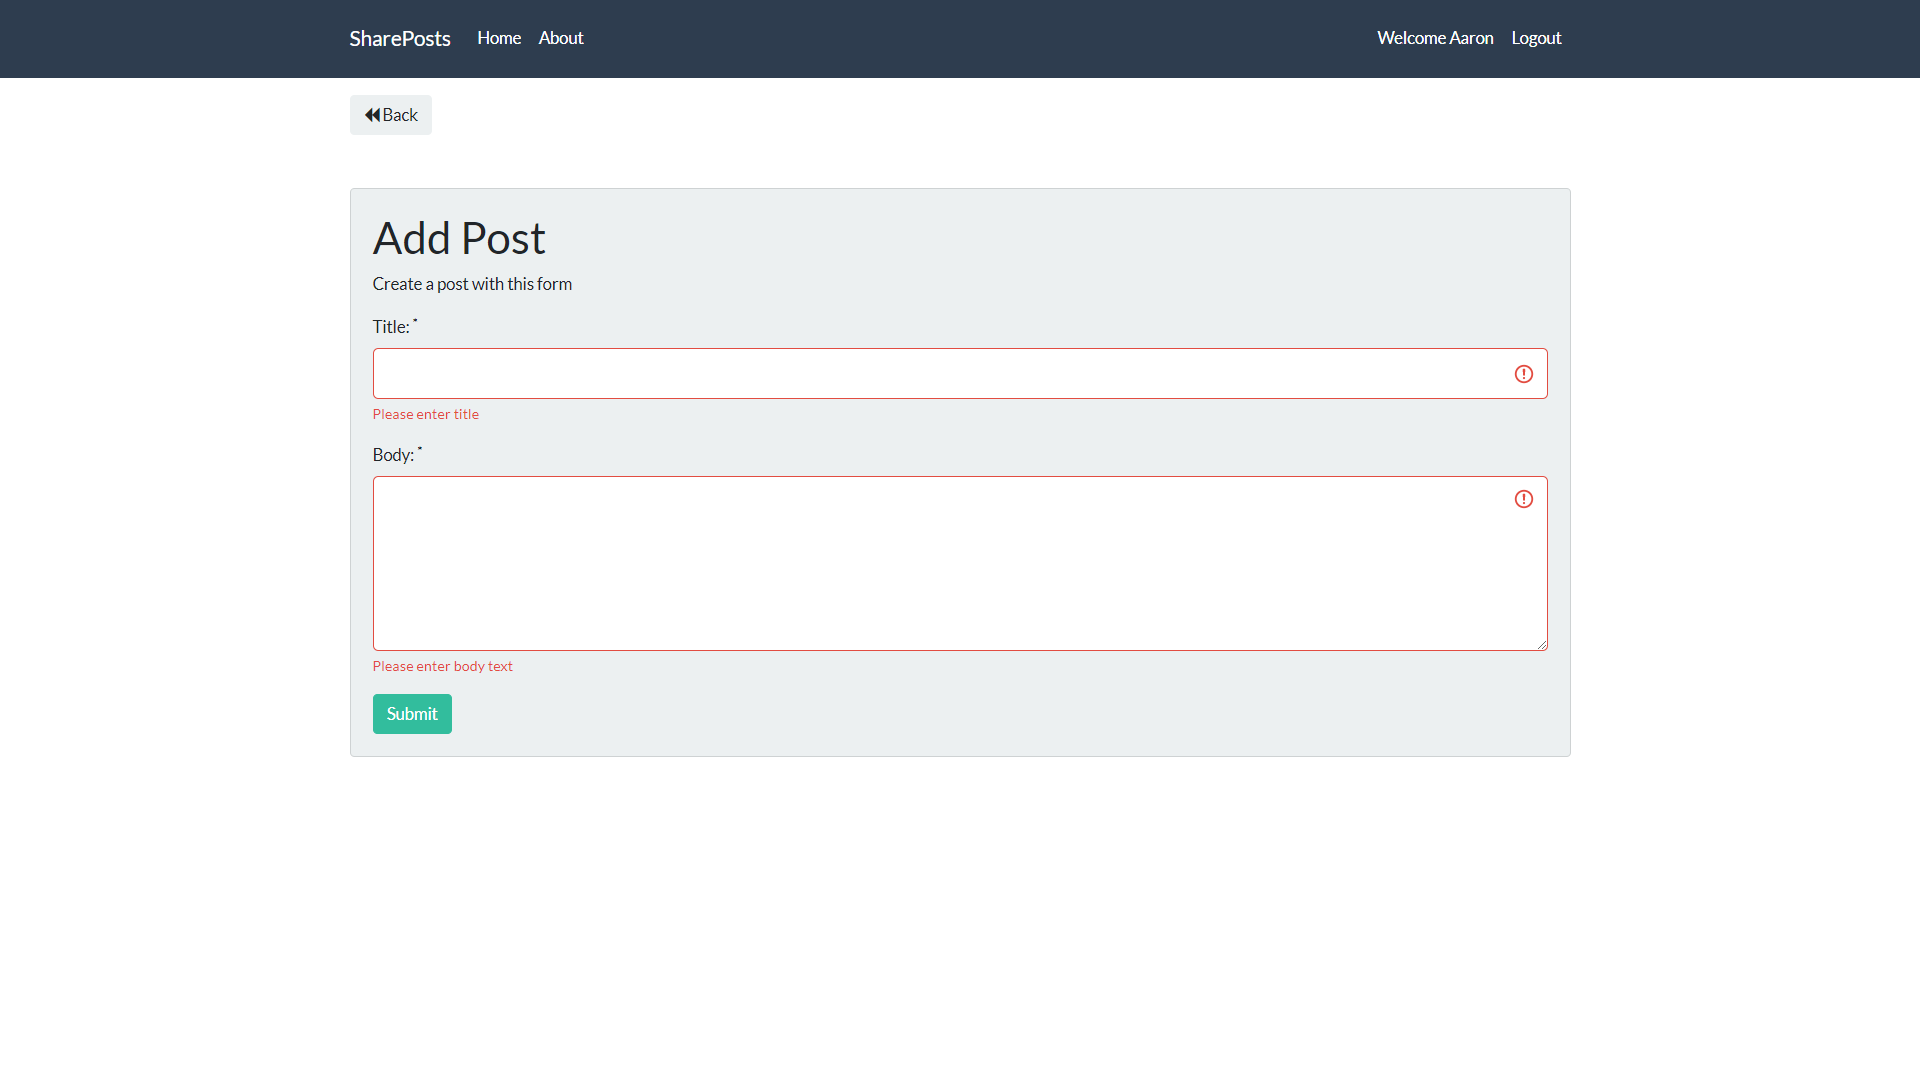 SharePosts Home About Welcome Aaron Logout
Back
Add Post
Create a post with this form
Title: *
Please enter title
Body: *
Please enter body text
Submit